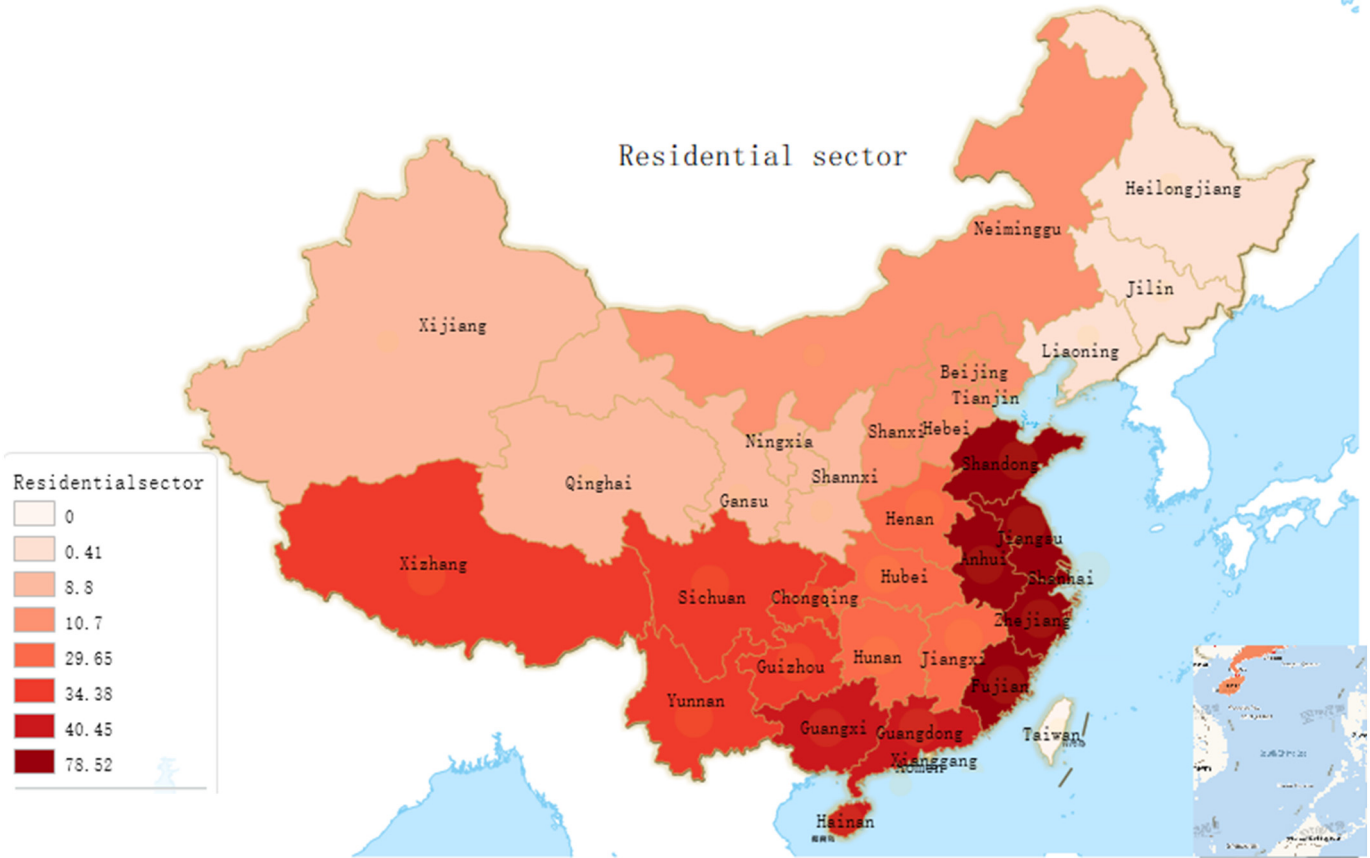 Residential sector
Heilongjiang
Neiminggu
Jilin
Xijiang
Liaoning
Beijing
Tianjin
Shanxi
Hebei
Ningxia
Shandong
Shannxi
Qinghai
Gansu
Henan
Jiengsu
Anhui
Xizhang
Hubei
Shanhai
Sichuan
Chongqing
Zhejiang
Hunan
Jiangxi
Guizhou
Fujian
Yunnan
Guangxi
Guangdong
Taiwan
Xianggang
Hainan
Residentialsector
0
0.41
8.8
10.7
29.65
34.38
40.45
78.52